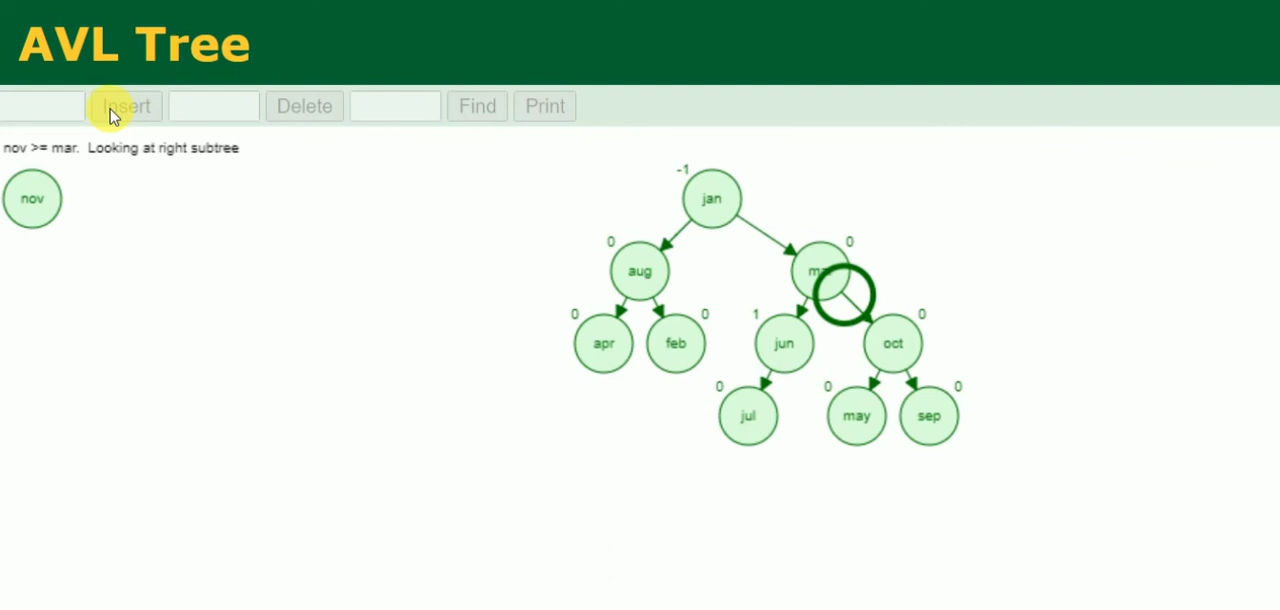 AVL Tree
Insert Delete Find Print
nov >= mar. Looking at right subtree
-1
nov jan
0 0
aug
0 0 1 0
apr feb jun oct
0 0 0
jul may sep